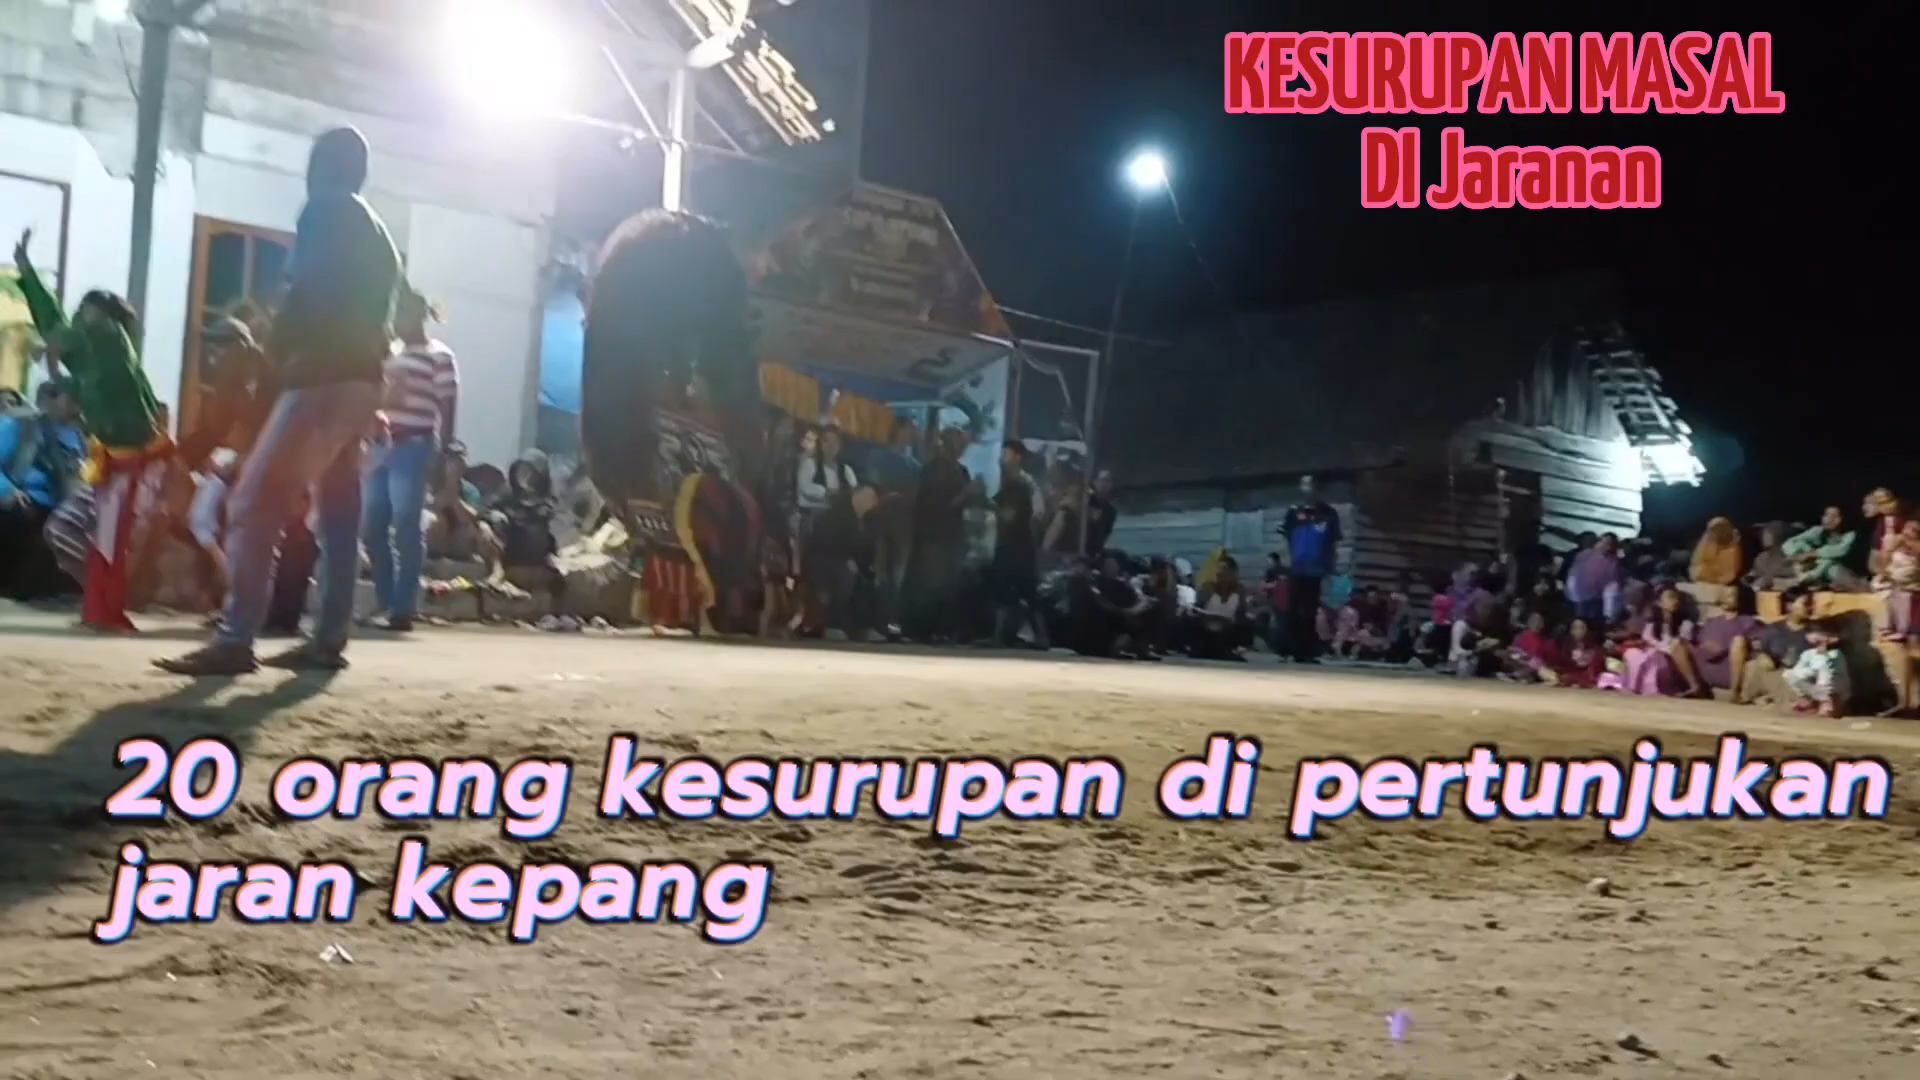 KESURUPAN MASAL
DI Jaranan
20 orang kesurupan di pertunjukan
jaran kepang